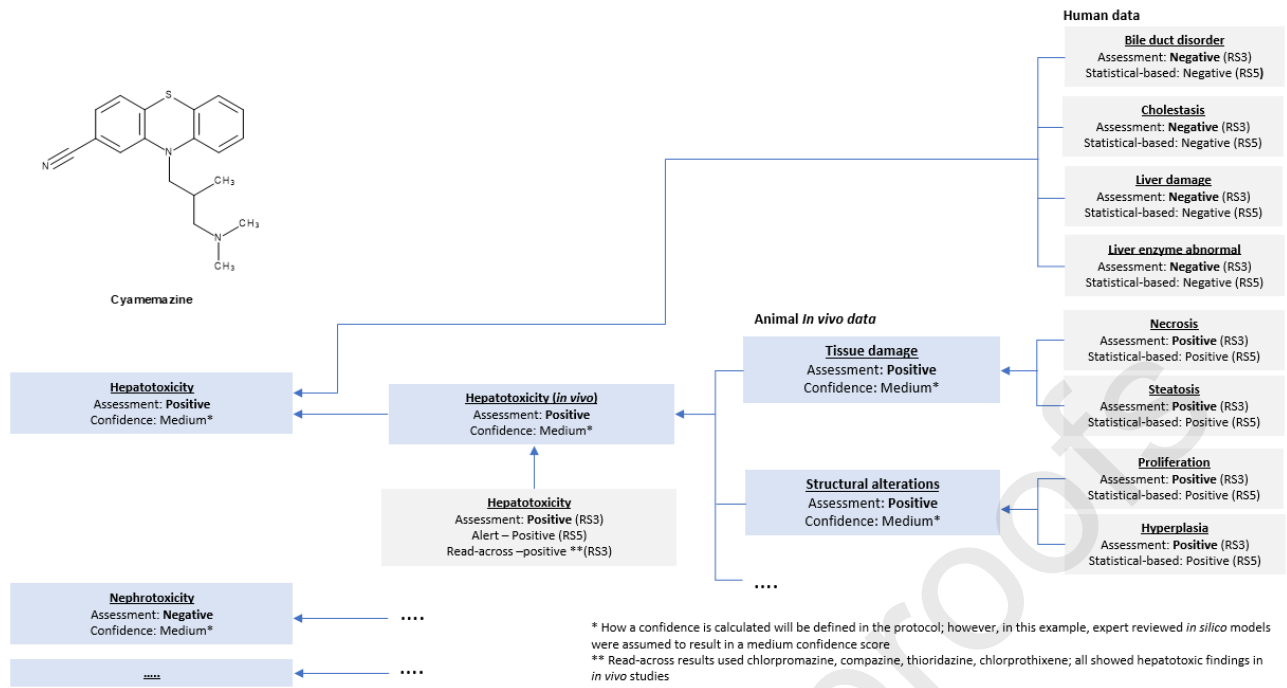 Human data
Bile duct disorder
Assessment: Negative (RS3)
Statistical-based: Negative (RS5)
Cholestasis
Assessment: Negative (RS3)
Statistical-based: Negative (RS5)
Liver damage
Assessment: Negative (RS3)
Statistical-based: Negative (RS5)
Liver enzyme abnormal
Assessment: Negative (RS3)
Statistical-based: Negative (RS5)
S
N
N
CH3
N
CH3
CH3
Cyamemazine
Animal In vivo data
Necrosis
Assessment: Positive (RS3)
Statistical-based: Positive (RS5)
Steatosis
Assessment: Positive (RS3)
Statistical-based: Positive (RS5)
Tissue damage
Assessment: Positive
Confidence: Medium*
Hepatotoxicity
Assessment: Positive
Confidence: Medium*
Hepatotoxicity (in vivo)
Assessment: Positive
Confidence: Medium*
Proliferation
Assessment: Positive (RS3)
Statistical-based: Positive (RS5)
Hyperplasia
Assessment: Positive (RS3)
Statistical-based: Positive (RS5)
Structural alterations
Assessment: Positive
Confidence: Medium*
Hepatotoxicity
Assessment: Positive (RS3)
Alert – Positive (RS5)
Read-across –positive **(RS3)
....
Nephrotoxicity
Assessment: Negative
Confidence: Medium*
....
.....
....
* How a confidence is calculated will be defined in the protocol; however, in this example, expert reviewed in silico models
were assumed to result in a medium confidence score
** Read-across results used chlorpromazine, compazine, thioridazine, chlorprothixene; all showed hepatotoxic findings in
in vivo studies